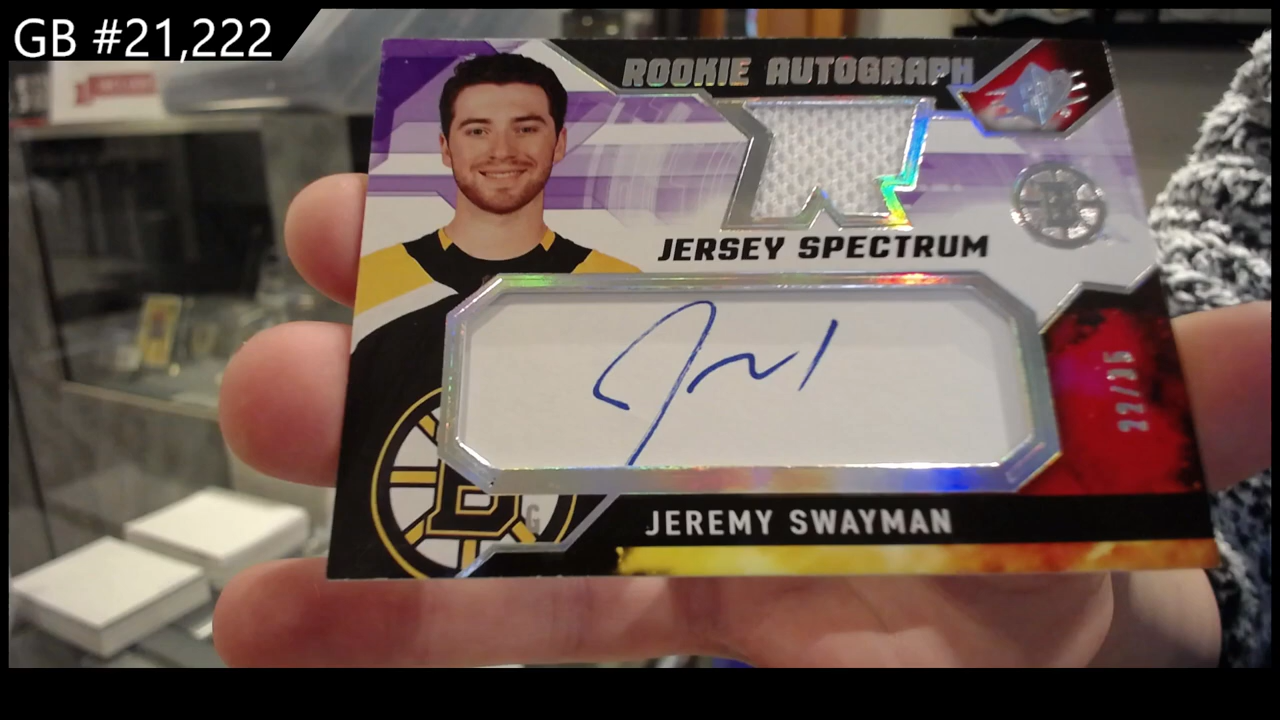 GB #21,222
ROOKIE AUTOGRAPH
JERSEY SPECTRUM
22/35
B
G
JEREMY SWAYMAN